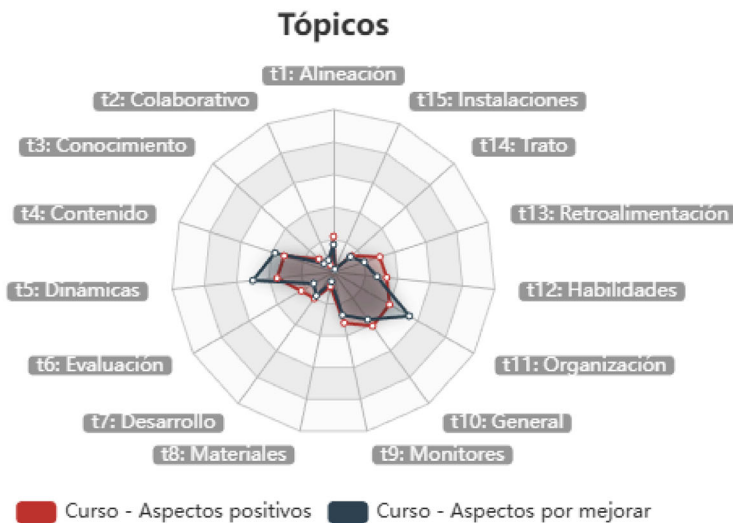 Tópicos
t1: Alineación
t2: Colaborativo
t15: Instalaciones
t3: Conocimiento
t14: Trato
t4: Contenido
t13: Retroalimentación
t5: Dinámicas
t12: Habilidades
t6: Evaluación
t11: Organización
t7: Desarrollo
t10: General
t8: Materiales
t9: Monitores
Curso - Aspectos positivos
Curso - Aspectos por mejorar